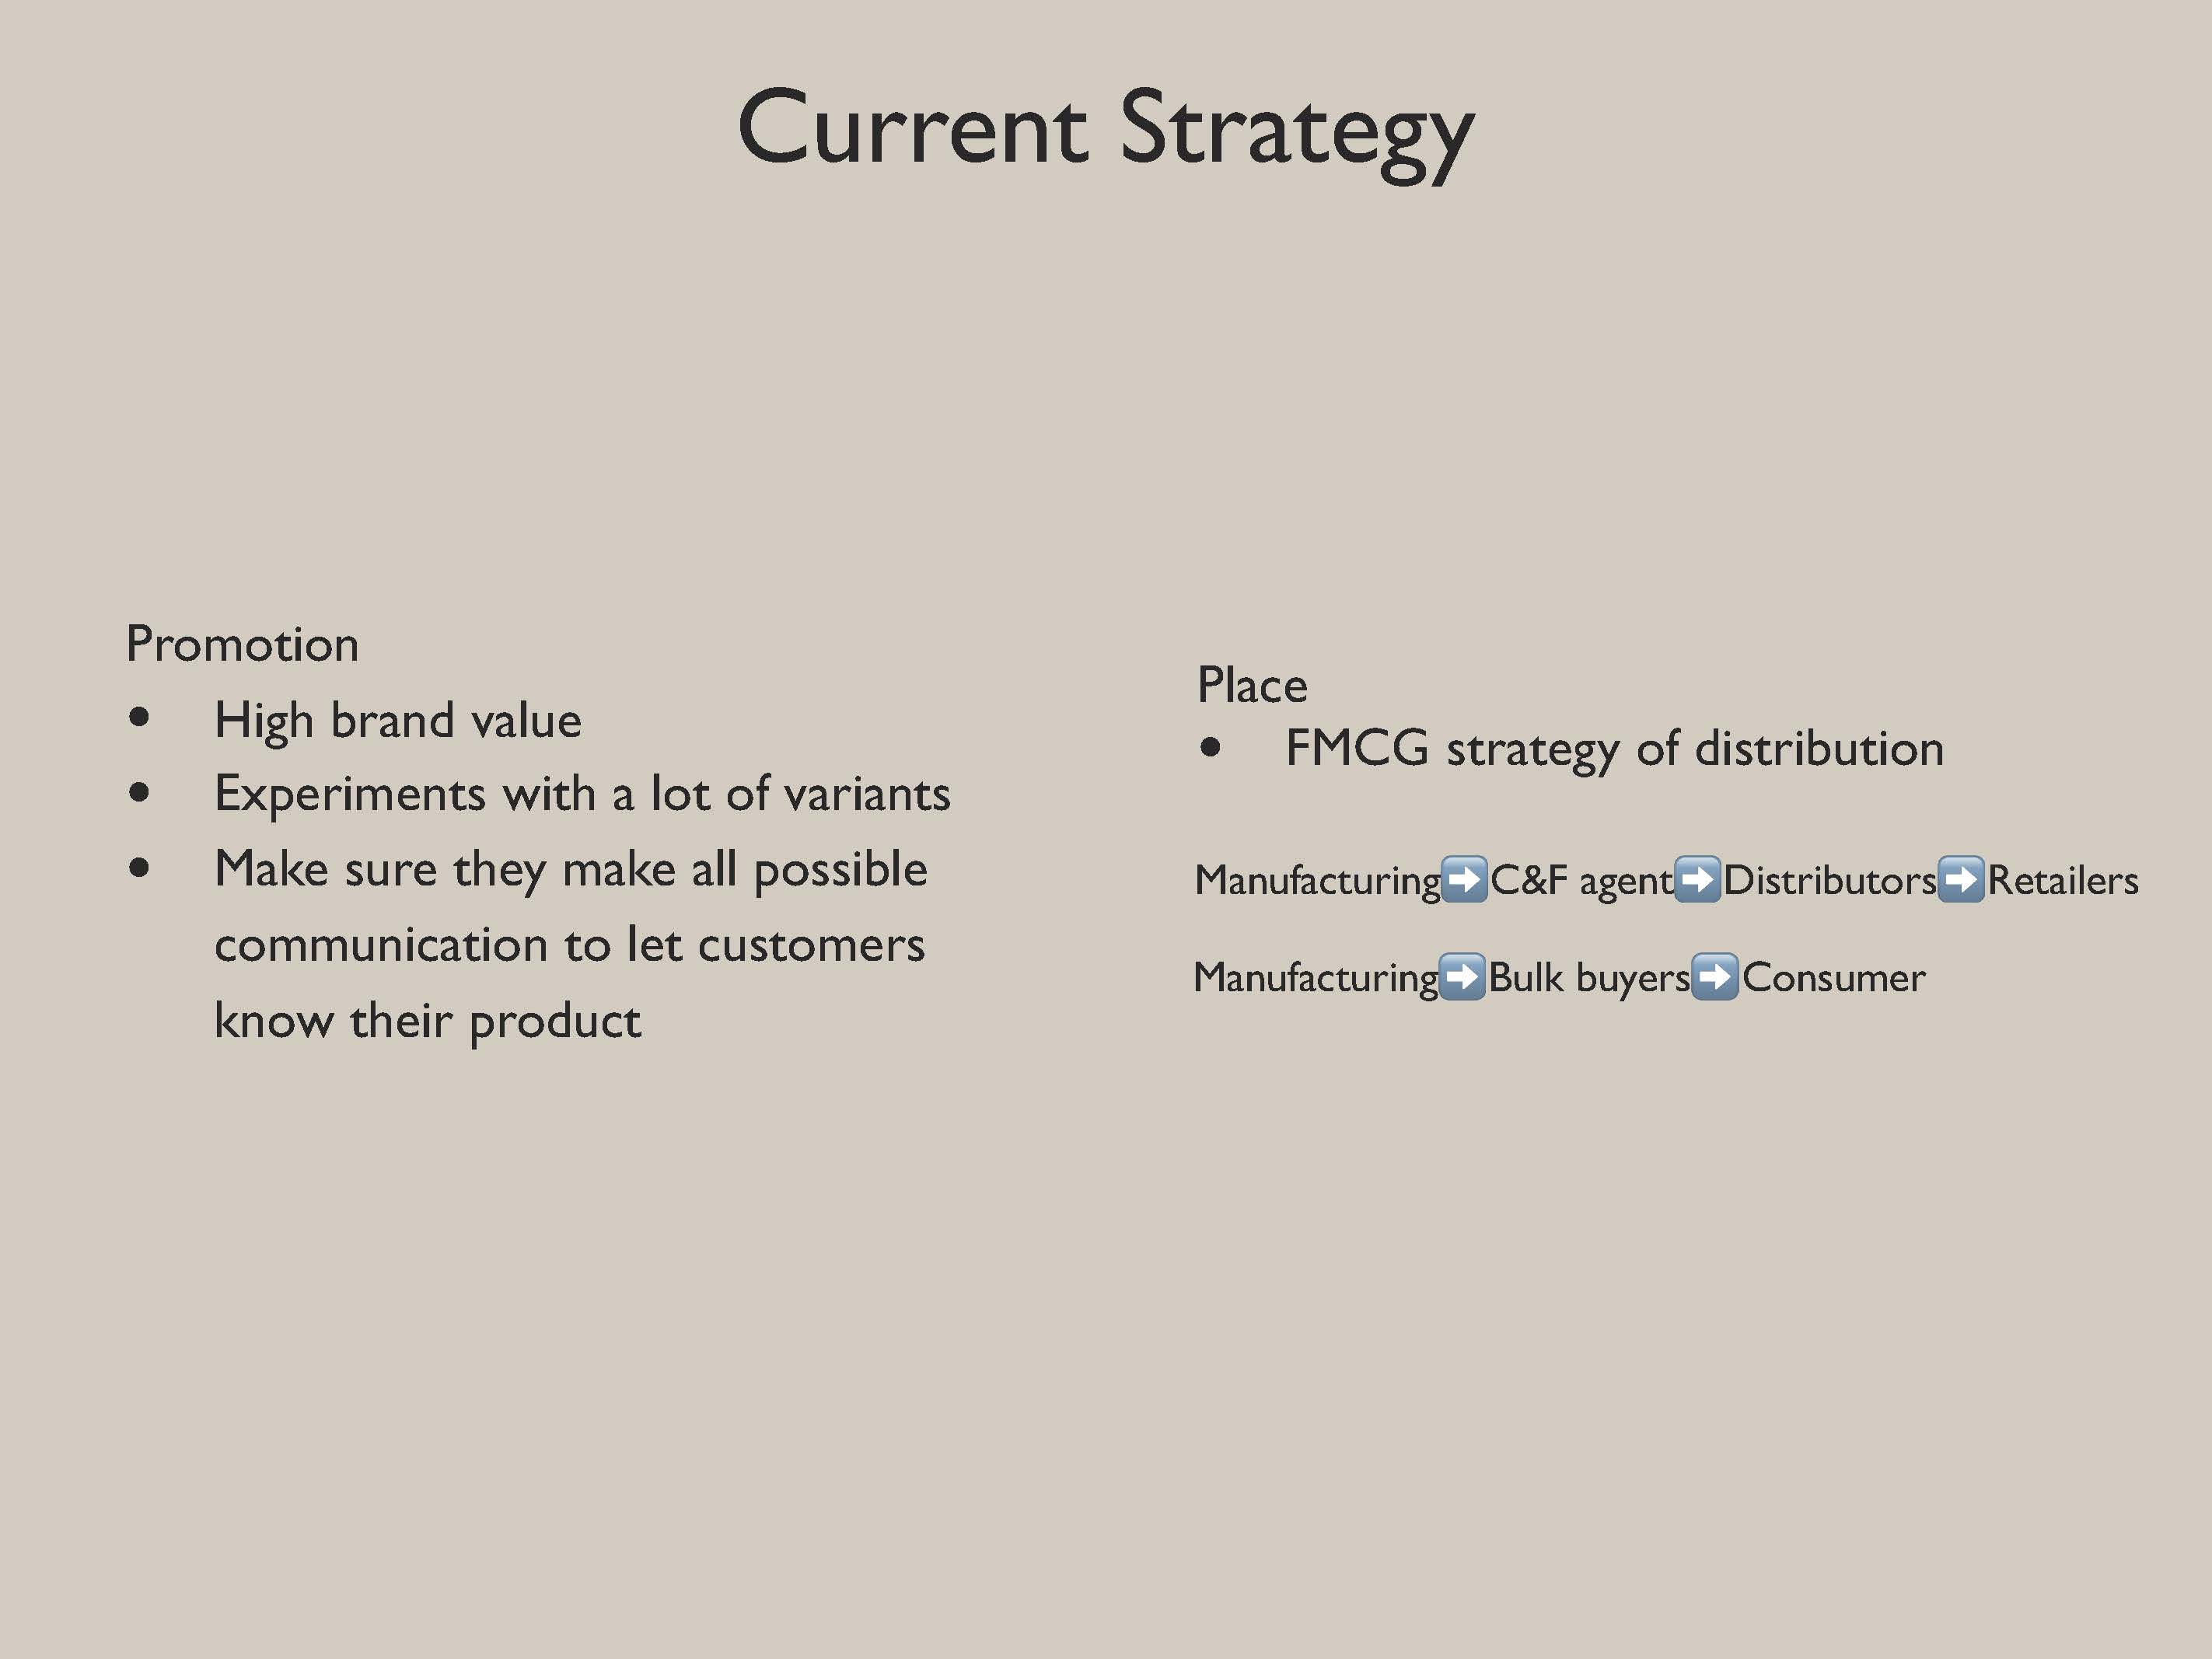 Current Strategy
Promotion
• High brand value
• Experiments with a lot of variants
• Make sure they make all possible
communication to let customers
know their product
Place
• FMCG strategy of distribution
Manufacturing➡️C&F agent➡️Distributors➡️Retailers
Manufacturing➡️Bulk buyers➡️Consumer